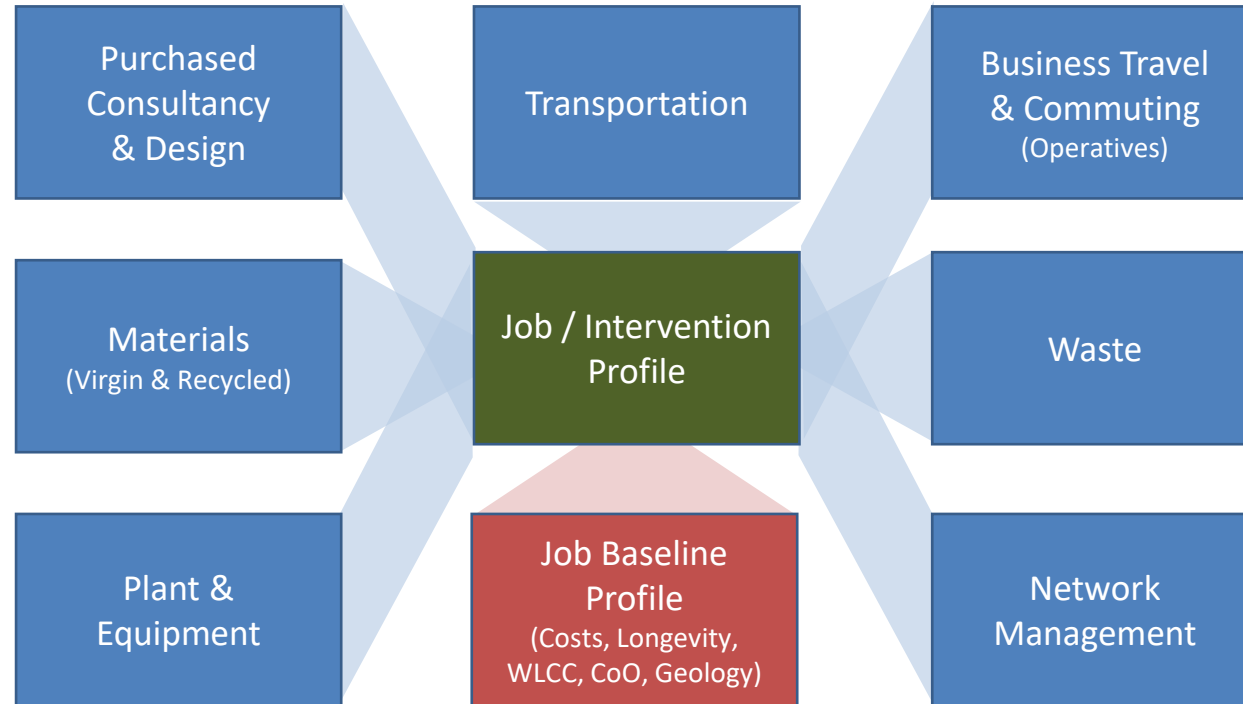 Purchased
Consultancy
& Design
Transportation
Business Travel
& Commuting
(Operatives)
Materials
(Virgin & Recycled)
Job / Intervention
Profile
Waste
Plant &
Equipment
Job Baseline
Profile
(Costs, Longevity,
WLCC, CoO, Geology)
Network
Management